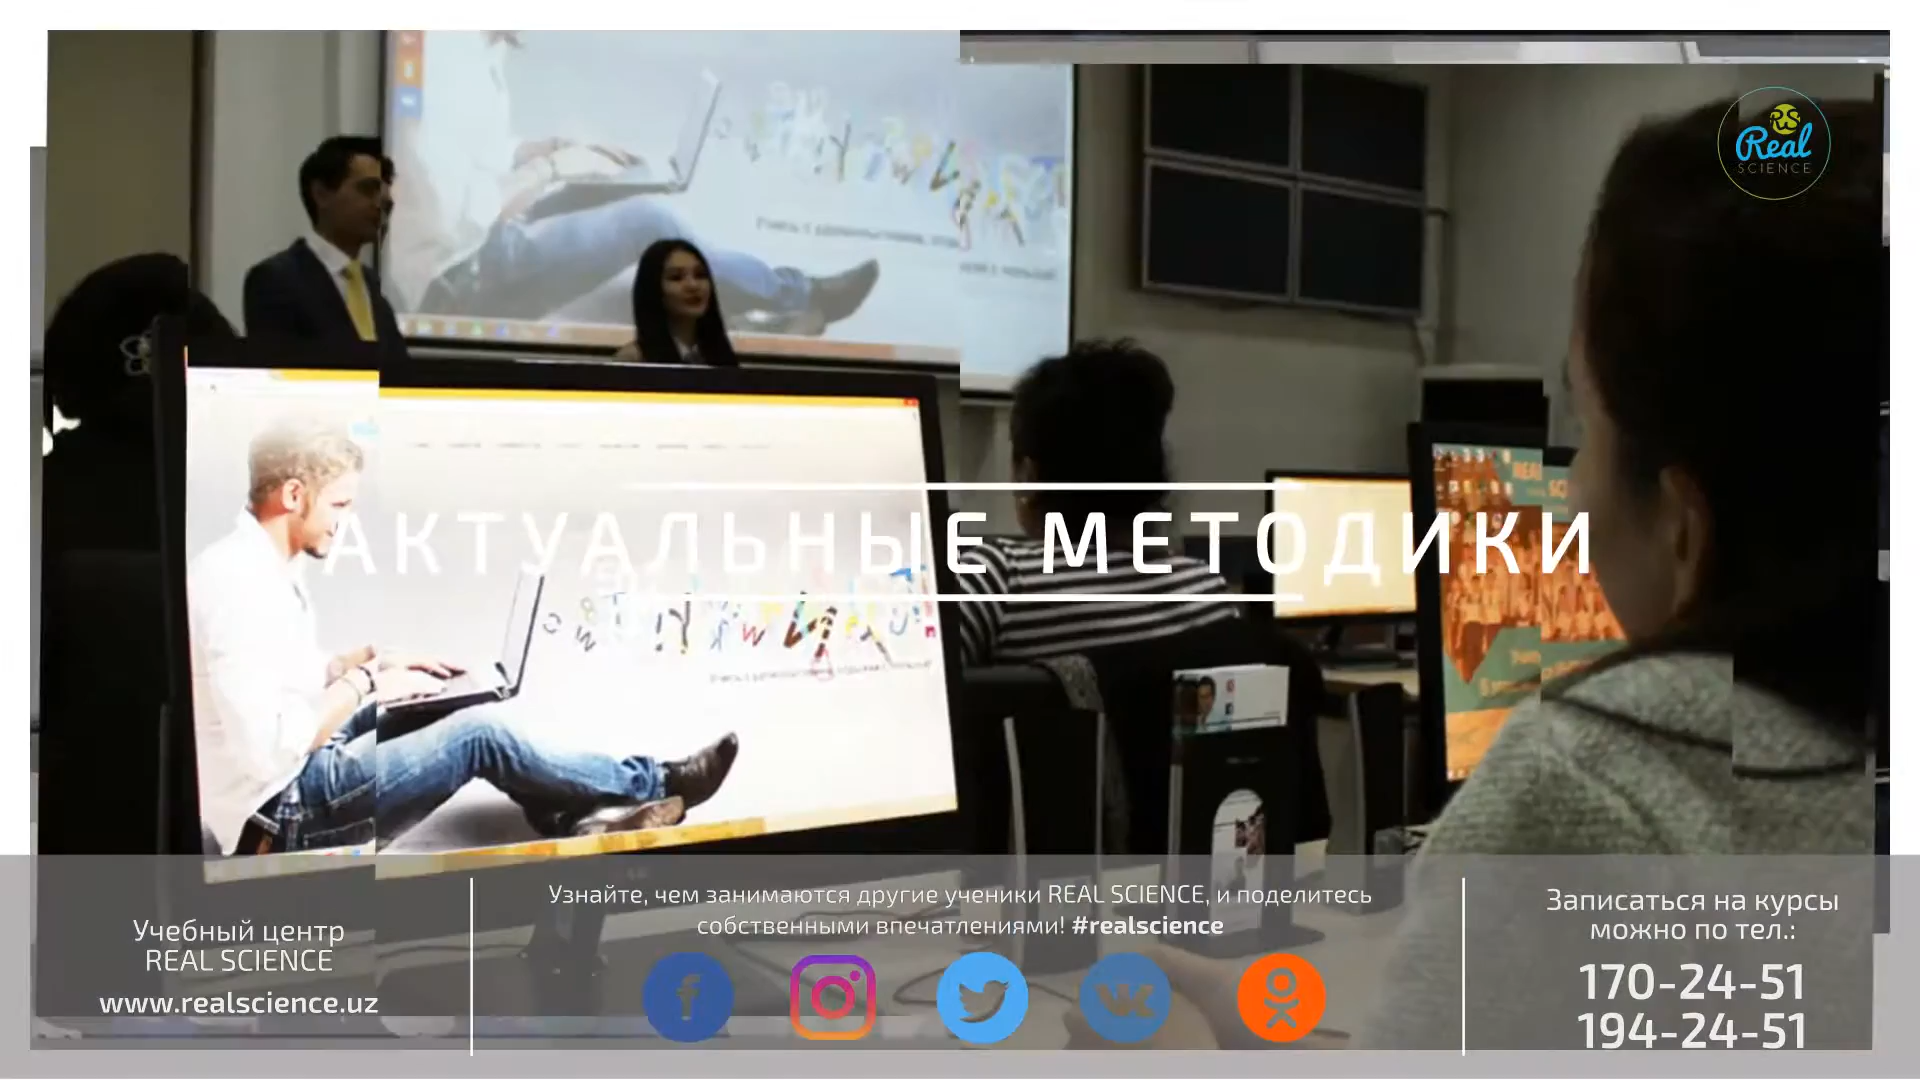 RS
Real
SCIENCE
АКТУАЛЬНЫЕ МЕТОДИКИ
Учебный центр
REAL SCIENCE
www.realscience.uz
Узнайте, чем занимаются другие ученики REAL SCIENCE, и поделитесь
собственными впечатлениями! #realscience
Записаться на курсы
можно по тел.:
170-24-51
194-24-51